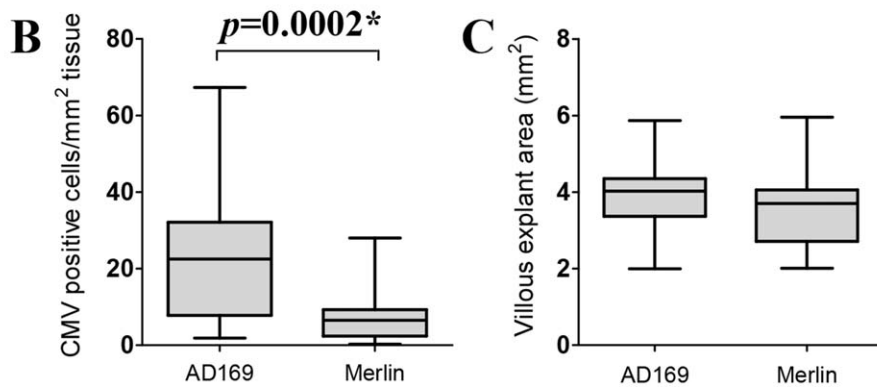 B
p=0.0002*
CMV positive cells/mm² tissue
80
60
40
20
0
AD169 Merlin
C
Villous explant area (mm²)
8
6
4
2
0
AD169 Merlin